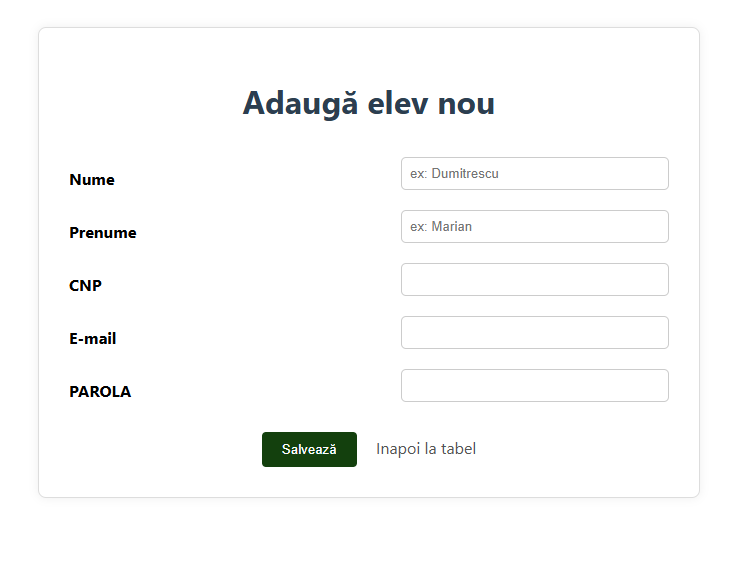 Adaugă elev nou
Nume ex: Dumitrescu
Prenume ex: Marian
CNP
E-mail
PAROLA
Salvează Inapoi la tabel